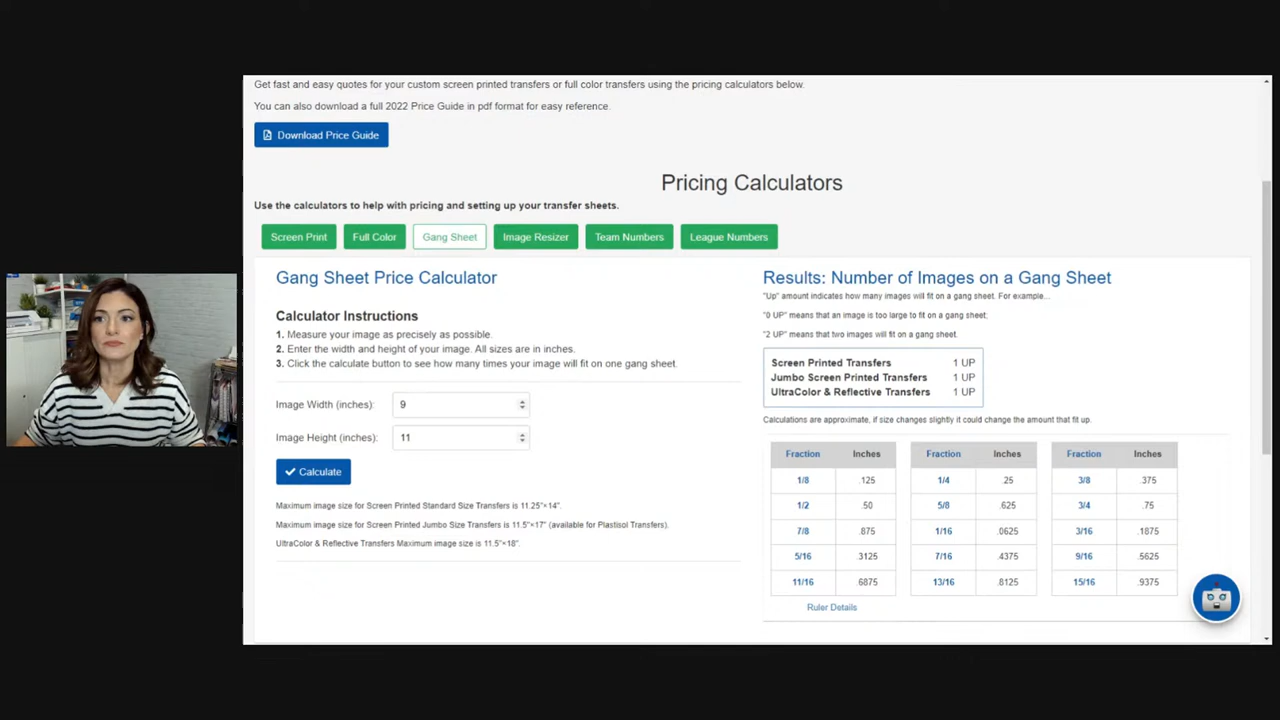 Get fast and easy quotes for your custom screen printed transfers or full color transfers using the pricing calculators below.
You can also download a full 2022 Price Guide in pdf format for easy reference.
Download Price Guide
Pricing Calculators
Use the calculators to help with pricing and setting up your transfer sheets.
Screen Print Full Color Gang Sheet Image Resizer Team Numbers League Numbers
Gang Sheet Price Calculator
Calculator Instructions
1. Measure your image as precisely as possible.
2. Enter the width and height of your image. All sizes are in inches.
3. Click the calculate button to see how many times your image will fit on one gang sheet.
Image Width (inches): 9
Image Height (inches): 11
Calculate
Maximum image size for Screen Printed Standard Size Transfers is 11.25"×14".
Maximum image size for Screen Printed Jumbo Size Transfers is 11.5"×17" (available for Plastisol Transfers).
UltraColor & Reflective Transfers Maximum image size is 11.5"×18".
Results: Number of Images on a Gang Sheet
"Up" amount indicates how many images will fit on a gang sheet. For example...
"0 UP" means that an image is too large to fit on a gang sheet;
"2 UP" means that two images will fit on a gang sheet.
Screen Printed Transfers 1 UP
Jumbo Screen Printed Transfers 1 UP
UltraColor & Reflective Transfers 1 UP
Calculations are approximate, if size changes slightly it could change the amount that fit up.
Fraction Inches Fraction Inches Fraction Inches
1/8 .125 1/4 .25 3/8 .375
1/2 .50 5/8 .625 3/4 .75
7/8 .875 1/16 .0625 3/16 .1875
5/16 .3125 7/16 .4375 9/16 .5625
11/16 .6875 13/16 .8125 15/16 .9375
Ruler Details